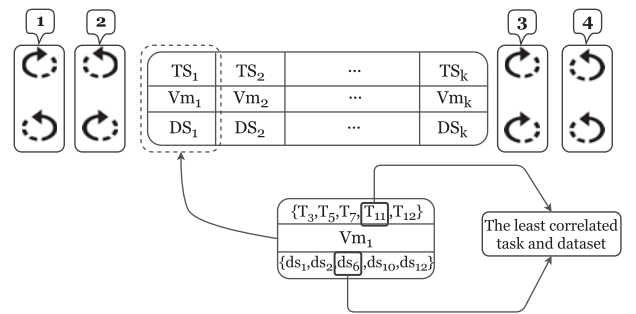 1 2 3 4
TS₁ TS₂ ... TSₖ
Vm₁ Vm₂ Vmₖ
DS₁ DS₂ ... DSₖ
{T₃,T₅,T₇,T₁₁,T₁₂}
Vm₁
{ds₁,ds₂,ds₆,ds₁₀,ds₁₂}
The least correlated
task and dataset